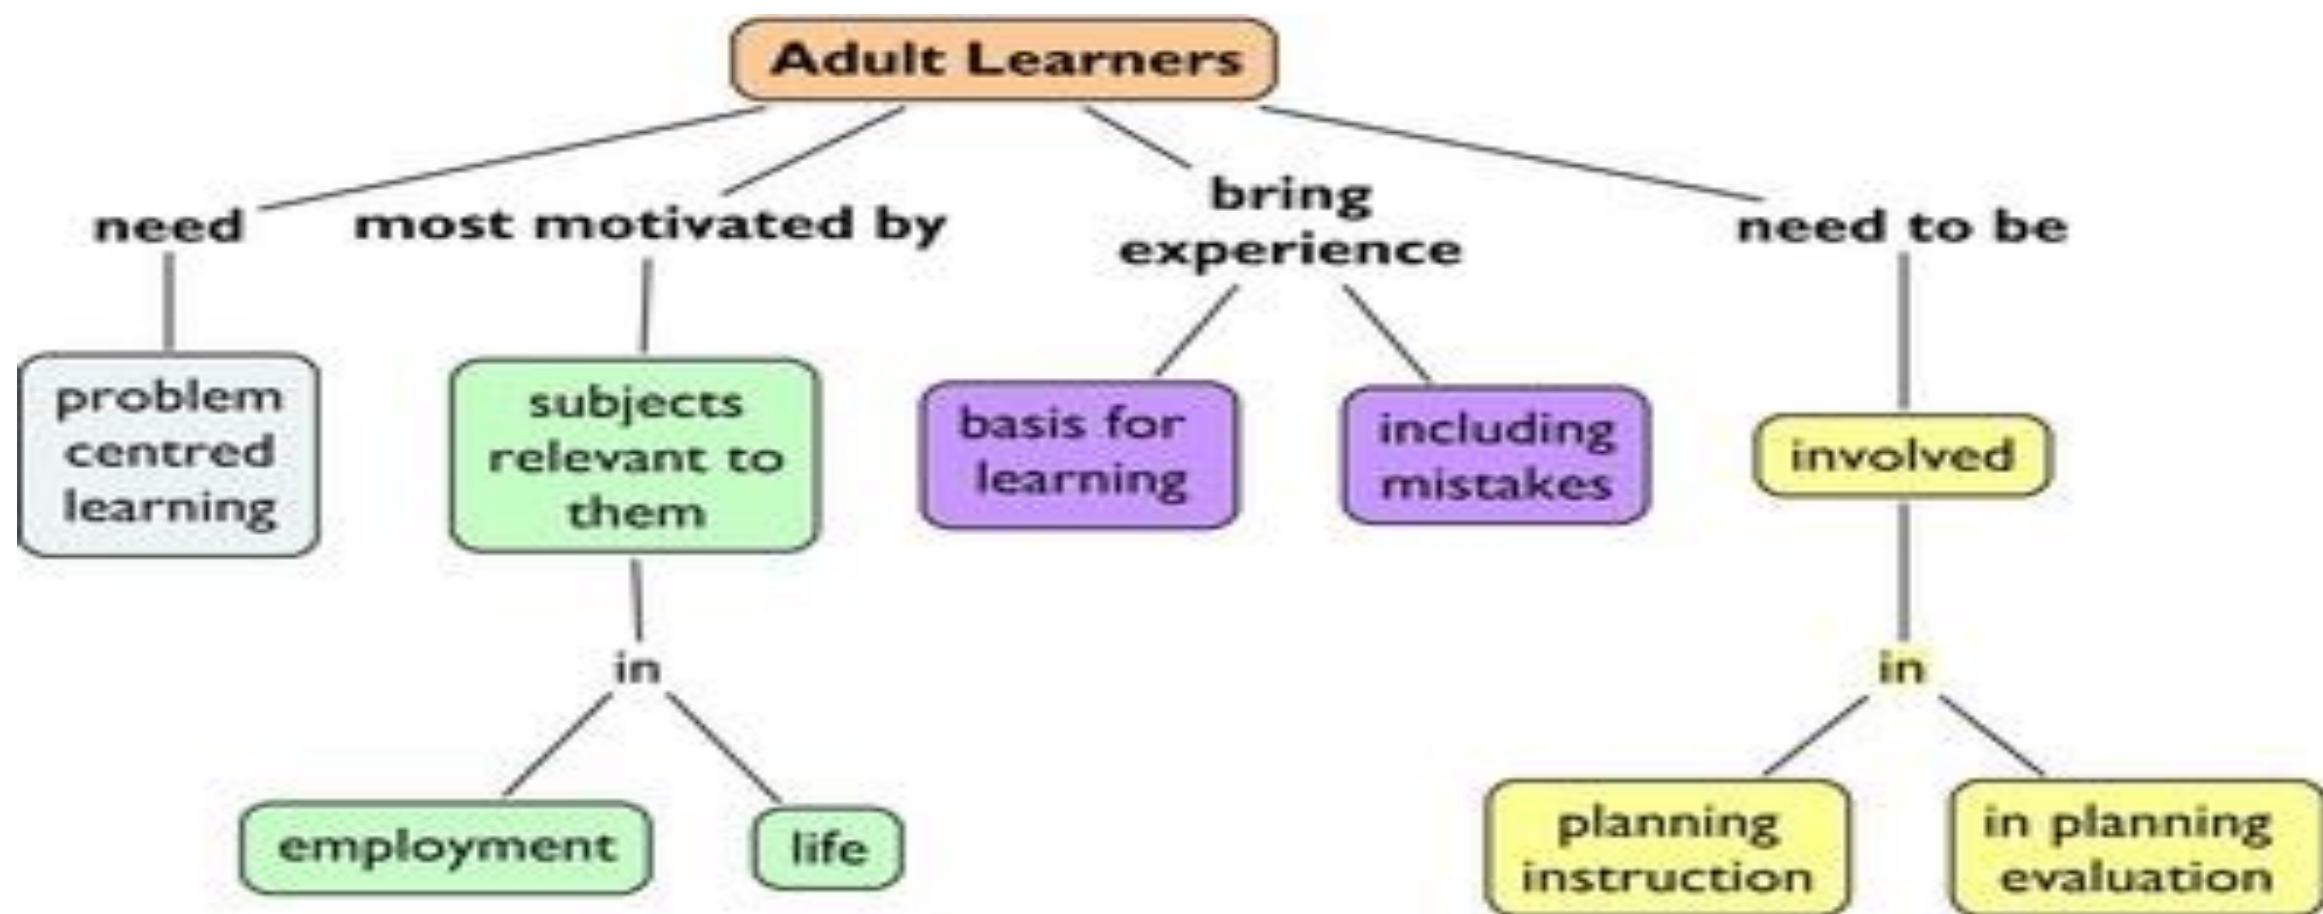 Adult Learners
need
most motivated by
bring
experience
need to be
problem
centred
learning
subjects
relevant to
them
basis for
learning
including
mistakes
involved
in
in
employment
life
planning
instruction
in planning
evaluation